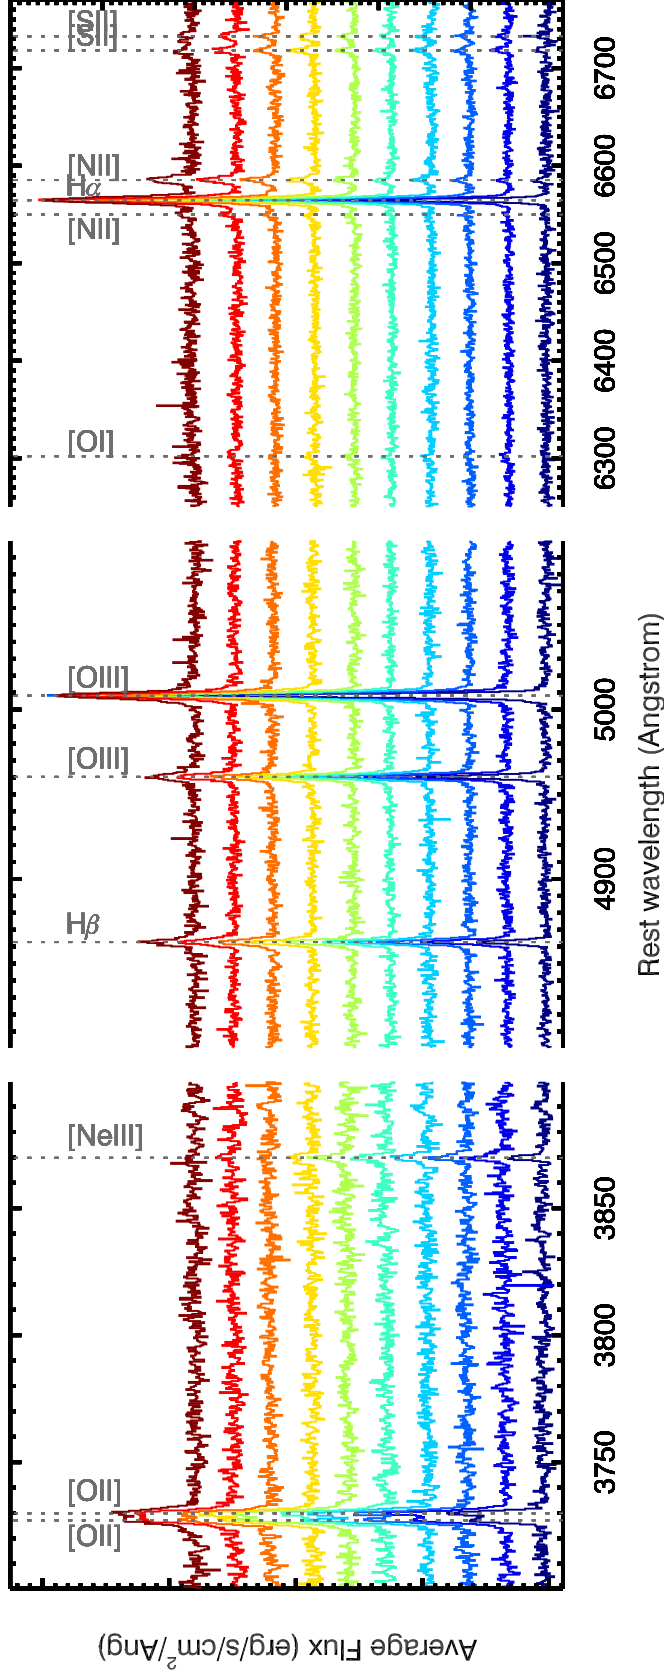 Average Flux (erg/s/cm²/Ang)
[OII]
[OII]
[NeIII]
Hβ
[OIII]
[OIII]
[OI]
[NII]
Hα
[NII]
[SII]
[SII]
3750
3800
3850
4900
5000
6300
6400
6500
6600
6700
Rest wavelength (Angstrom)